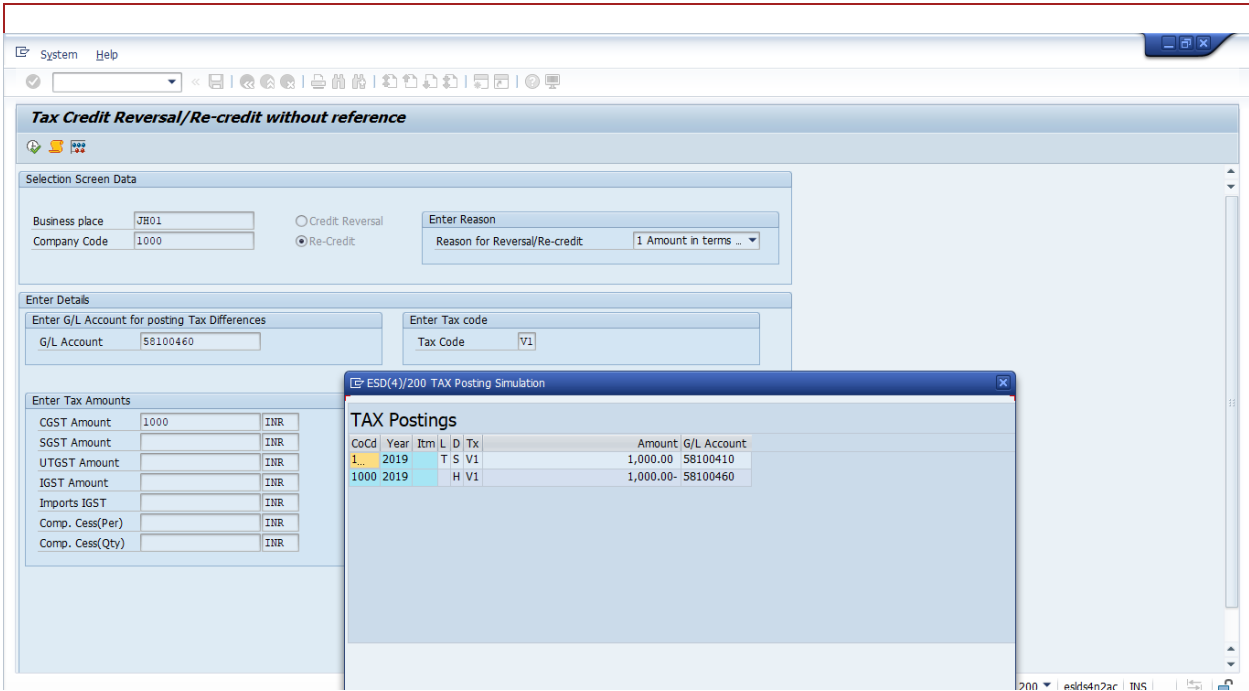 System Help
Tax Credit Reversal/Re-credit without reference
Selection Screen Data
Business place JH01 Credit Reversal Enter Reason
Company Code 1000 Re-Credit Reason for Reversal/Re-credit 1 Amount in terms …
Enter Details
Enter G/L Account for posting Tax Differences Enter Tax code
G/L Account 58100460 Tax Code V1
ESD(4)/200 TAX Posting Simulation
Enter Tax Amounts
CGST Amount 1000 INR
SGST Amount INR
UTGST Amount INR
IGST Amount INR
Imports IGST INR
Comp. Cess(Per) INR
Comp. Cess(Qty) INR
TAX Postings
CoCd Year Itm L D Tx Amount G/L Account
1… 2019 T S V1 1,000.00 58100410
1000 2019 H V1 1,000.00- 58100460
200 eslds4n2ac INS